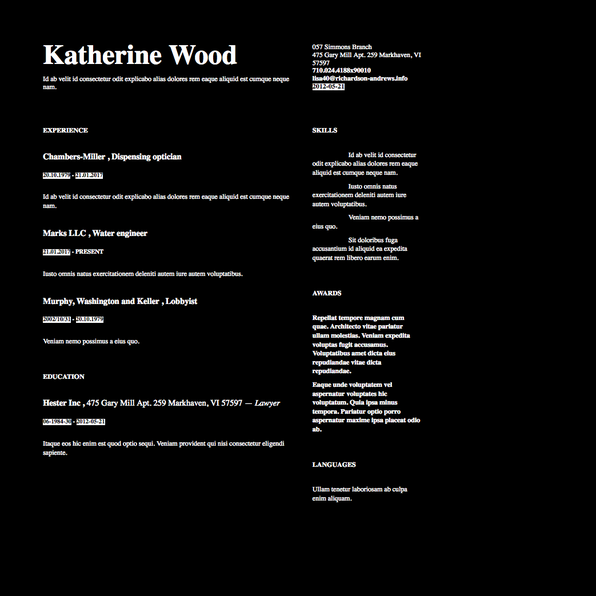 Katherine Wood
Id ab velit id consectetur odit explicabo alias dolores rem eaque aliquid est cumque neque
nam.
EXPERIENCE
Chambers-Miller , Dispensing optician
20.10.1979 - 21.01.2017
Id ab velit id consectetur odit explicabo alias dolores rem eaque aliquid est cumque neque
nam.
Marks LLC , Water engineer
21.01.2017 - PRESENT
Iusto omnis natus exercitationem deleniti autem iure autem voluptatibus.
Murphy, Washington and Keller , Lobbyist
2002/10/31 - 20.10.1979
Veniam nemo possimus a eius quo.
EDUCATION
Hester Inc , 475 Gary Mill Apt. 259 Markhaven, VI 57597 — Lawyer
06-1984-30 - 2012-05-21
Itaque eos hic enim est quod optio sequi. Veniam provident qui nisi consectetur eligendi
sapiente.
057 Simmons Branch
475 Gary Mill Apt. 259 Markhaven, VI
57597
710.024.4188x90010
lisa40@richardson-andrews.info
2012-05-21
SKILLS
Id ab velit id consectetur
odit explicabo alias dolores rem eaque
aliquid est cumque neque nam.
Iusto omnis natus
exercitationem deleniti autem iure
autem voluptatibus.
Veniam nemo possimus a
eius quo.
Sit doloribus fuga
accusantium id aliquid ea expedita
quaerat rem libero earum enim.
AWARDS
Repellat tempore magnam cum
quae. Architecto vitae pariatur
ullam molestias. Veniam expedita
voluptas fugit accusamus.
Voluptatibus amet dicta eius
repudiandae vitae dicta
repudiandae.
Eaque unde voluptatem vel
aspernatur voluptates hic
voluptatum. Quia ipsa minus
tempora. Pariatur optio porro
aspernatur maxime ipsa placeat odio
ab.
LANGUAGES
Ullam tenetur laboriosam ab culpa
enim aliquam.